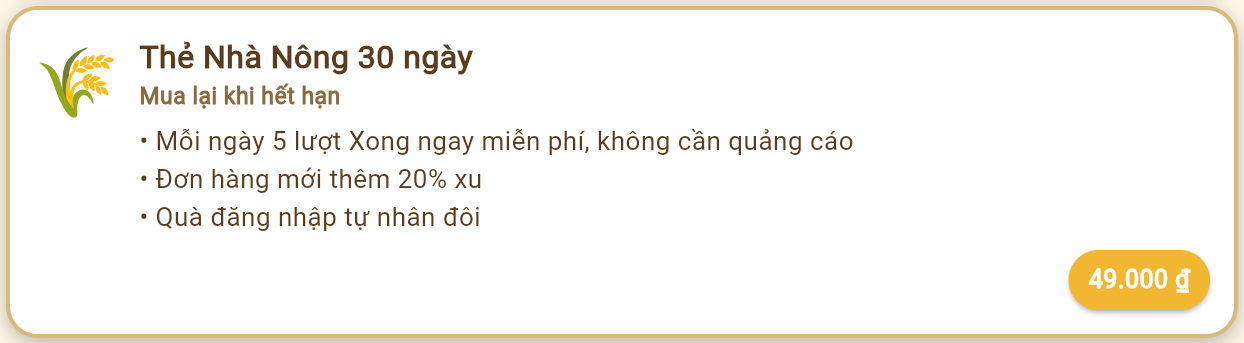 Thẻ Nhà Nông 30 ngày
Mua lại khi hết hạn
• Mỗi ngày 5 lượt Xong ngay miễn phí, không cần quảng cáo
• Đơn hàng mới thêm 20% xu
• Quà đăng nhập tự nhân đôi
49.000 ₫